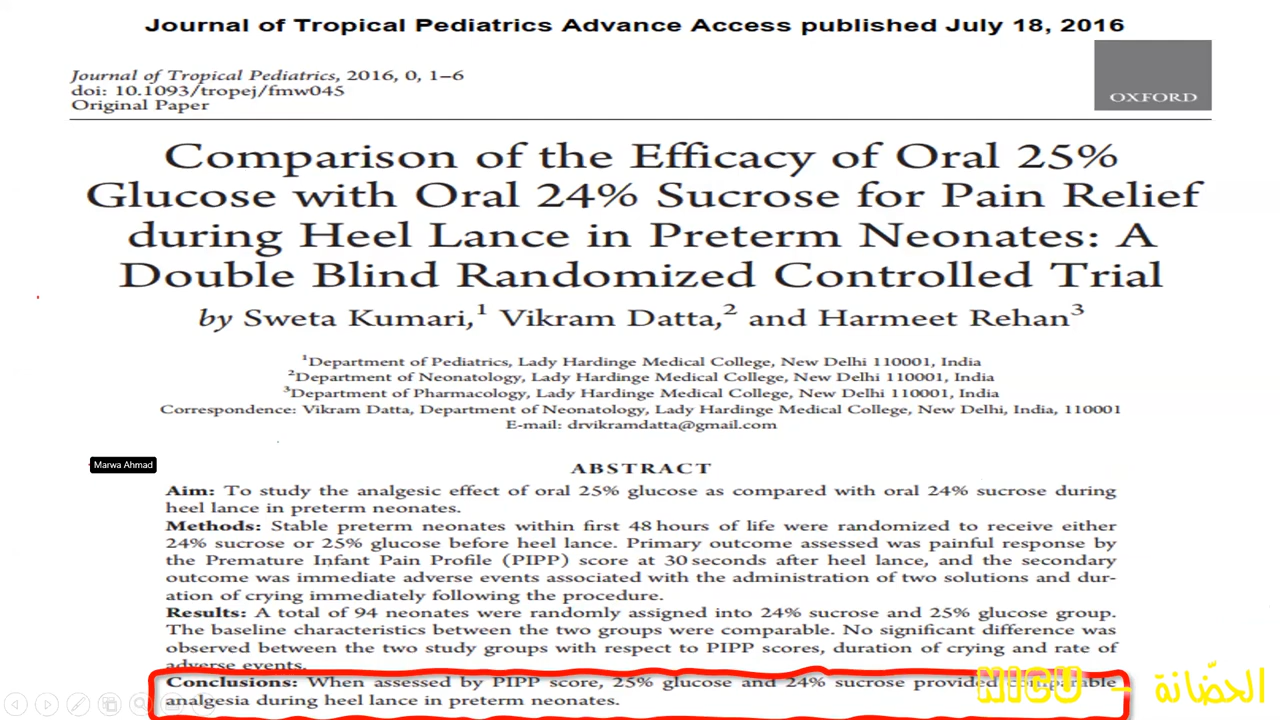 Journal of Tropical Pediatrics Advance Access published July 18, 2016
Journal of Tropical Pediatrics, 2016, 0, 1–6
doi: 10.1093/tropej/fmw045
Original Paper
OXFORD
Comparison of the Efficacy of Oral 25%
Glucose with Oral 24% Sucrose for Pain Relief
during Heel Lance in Preterm Neonates: A
Double Blind Randomized Controlled Trial
by Sweta Kumari,1 Vikram Datta,2 and Harmeet Rehan3
1Department of Pediatrics, Lady Hardinge Medical College, New Delhi 110001, India
2Department of Neonatology, Lady Hardinge Medical College, New Delhi 110001, India
3Department of Pharmacology, Lady Hardinge Medical College, New Delhi 110001, India
Correspondence: Vikram Datta, Department of Neonatology, Lady Hardinge Medical College, New Delhi, India, 110001
E-mail: drvikramdatta@gmail.com
Marwa Ahmad
ABSTRACT
Aim: To study the analgesic effect of oral 25% glucose as compared with oral 24% sucrose during
heel lance in preterm neonates.
Methods: Stable preterm neonates within first 48 hours of life were randomized to receive either
24% sucrose or 25% glucose before heel lance. Primary outcome assessed was painful response by
the Premature Infant Pain Profile (PIPP) score at 30 seconds after heel lance, and the secondary
outcome was immediate adverse events associated with the administration of two solutions and dur-
ation of crying immediately following the procedure.
Results: A total of 94 neonates were randomly assigned into 24% sucrose and 25% glucose group.
The baseline characteristics between the two groups were comparable. No significant difference was
observed between the two study groups with respect to PIPP scores, duration of crying and rate of
adverse events.
Conclusions: When assessed by PIPP score, 25% glucose and 24% sucrose provided comparable
analgesia during heel lance in preterm neonates.
NICU - الحضّانة